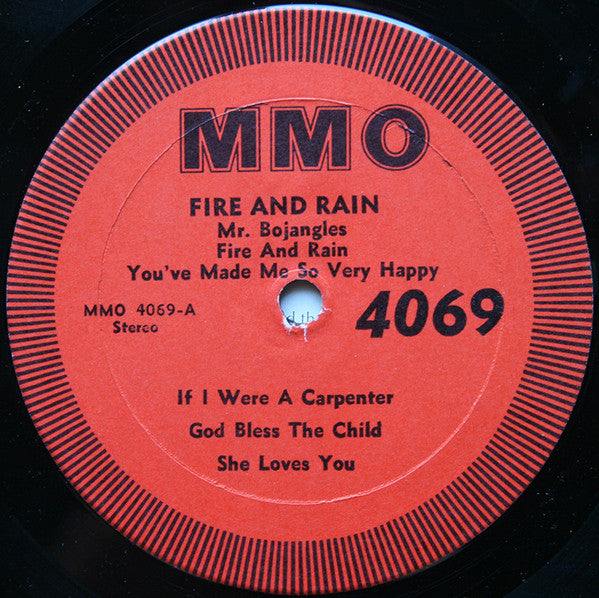 MMO
FIRE AND RAIN
Mr. Bojangles
Fire And Rain
You've Made Me So Very Happy
MMO 4069-A
Stereo
4069
If I Were A Carpenter
God Bless The Child
She Loves You